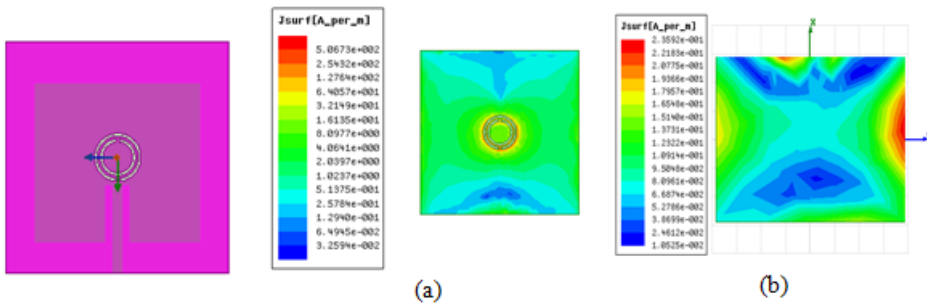 Jsurf[A_per_m]
5.0673e+002
2.5432e+002
1.2764e+002
6.4057e+001
3.2149e+001
1.6135e+001
8.0977e+000
4.0641e+000
2.0397e+000
1.0237e+000
5.1375e-001
2.5784e-001
1.2940e-001
6.4945e-002
3.2594e-002
(a)
Jsurf[A_per_m]
2.3592e-001
2.2183e-001
2.0775e-001
1.9366e-001
1.7957e-001
1.6548e-001
1.5140e-001
1.3731e-001
1.2322e-001
1.0914e-001
9.5048e-002
8.0961e-002
6.6874e-002
5.2786e-002
3.8699e-002
2.4612e-002
1.0525e-002
X
(b)